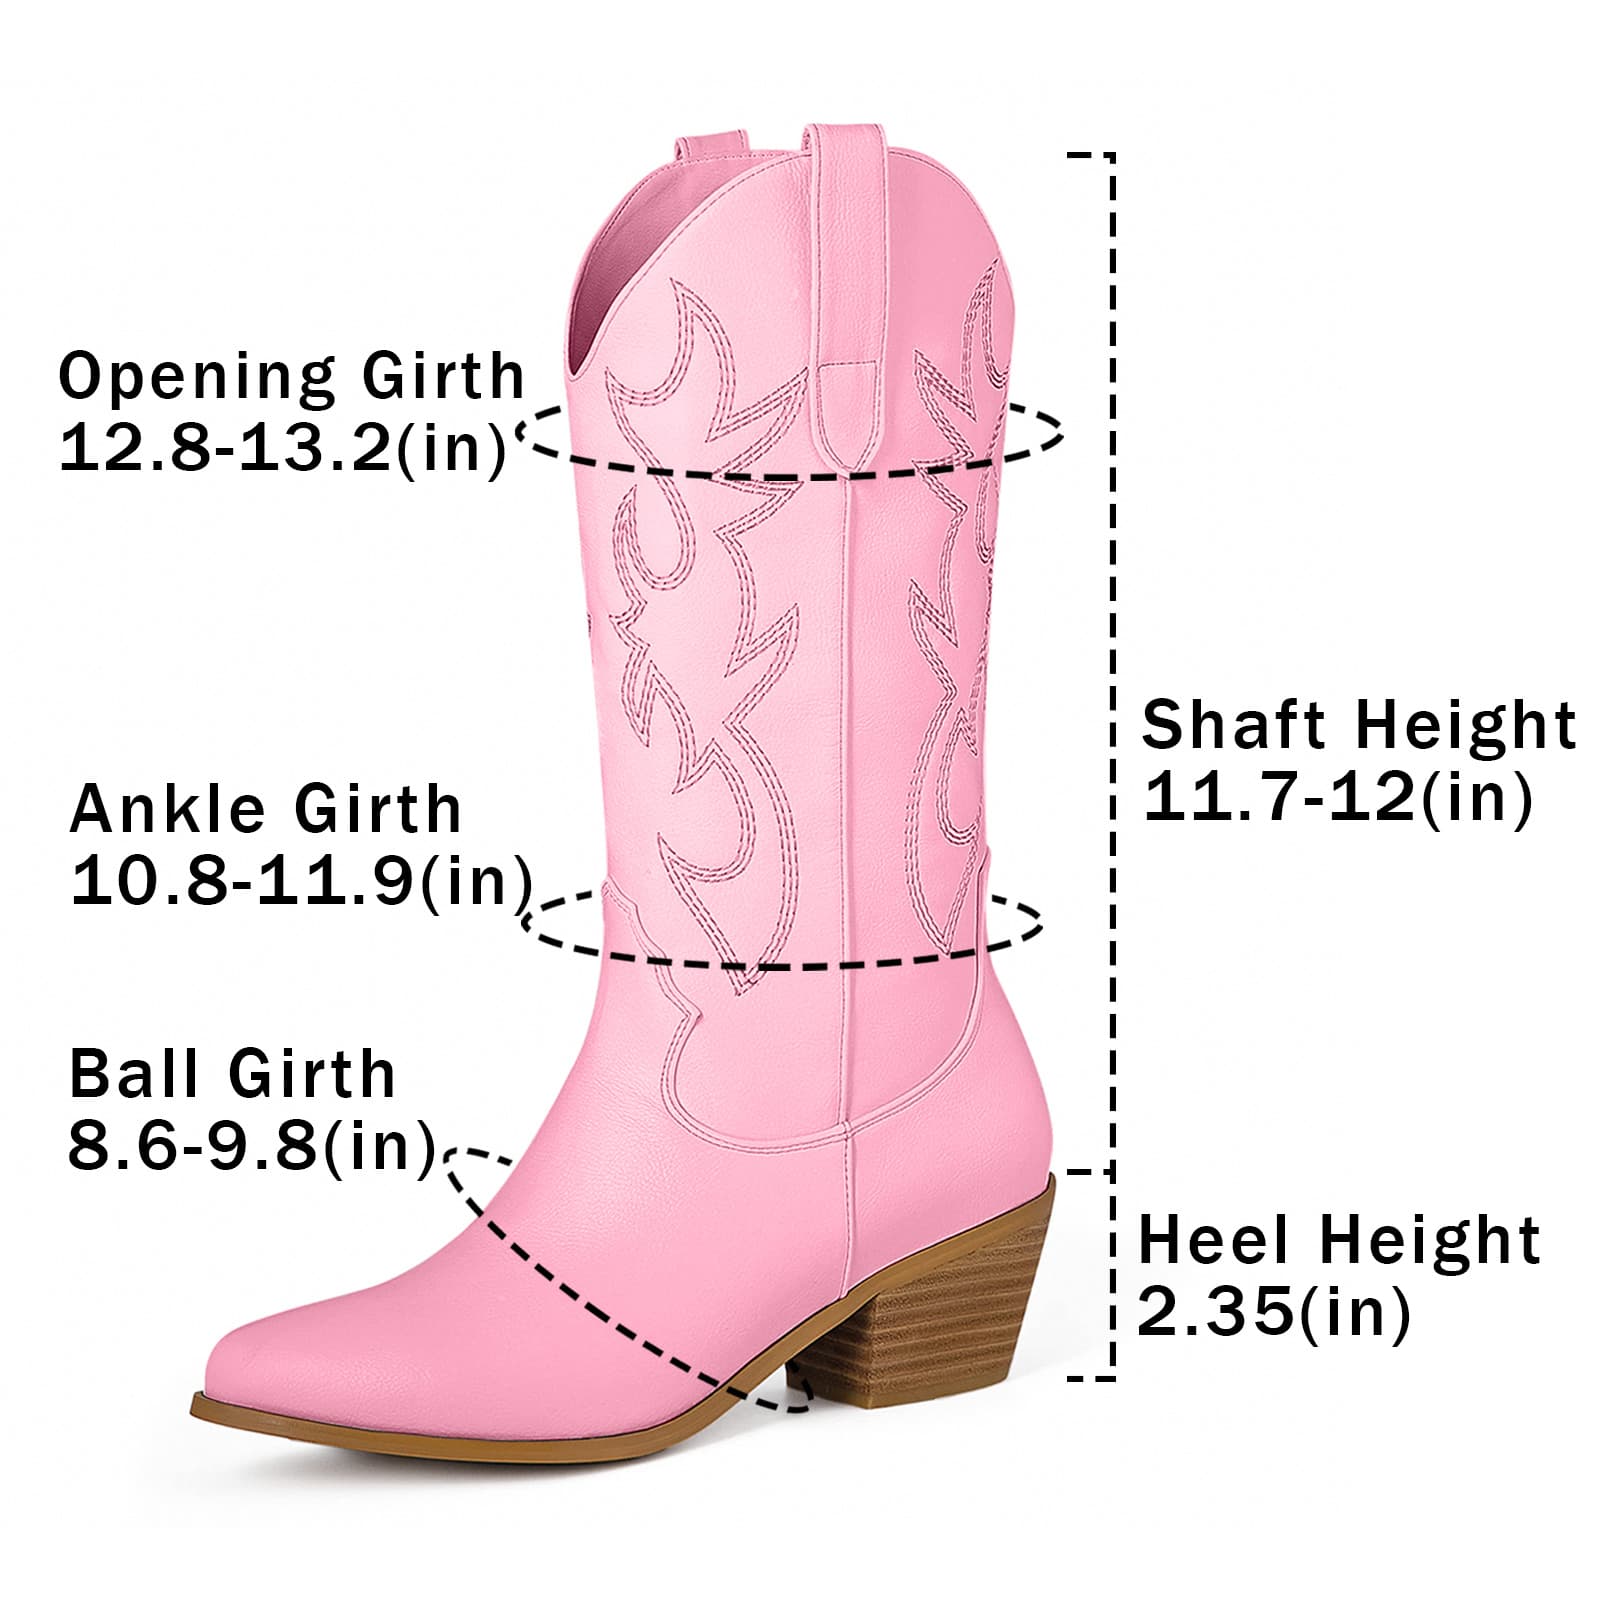 Opening Girth
12.8-13.2(in)
Shaft Height
11.7-12(in)
Ankle Girth
10.8-11.9(in)
Ball Girth
8.6-9.8(in)
Heel Height
2.35(in)